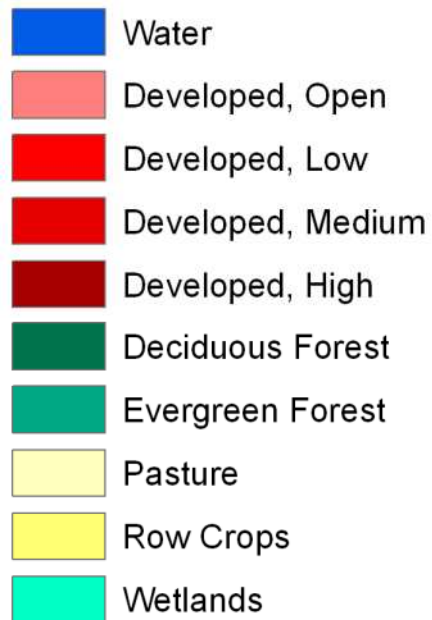 Water
Developed, Open
Developed, Low
Developed, Medium
Developed, High
Deciduous Forest
Evergreen Forest
Pasture
Row Crops
Wetlands